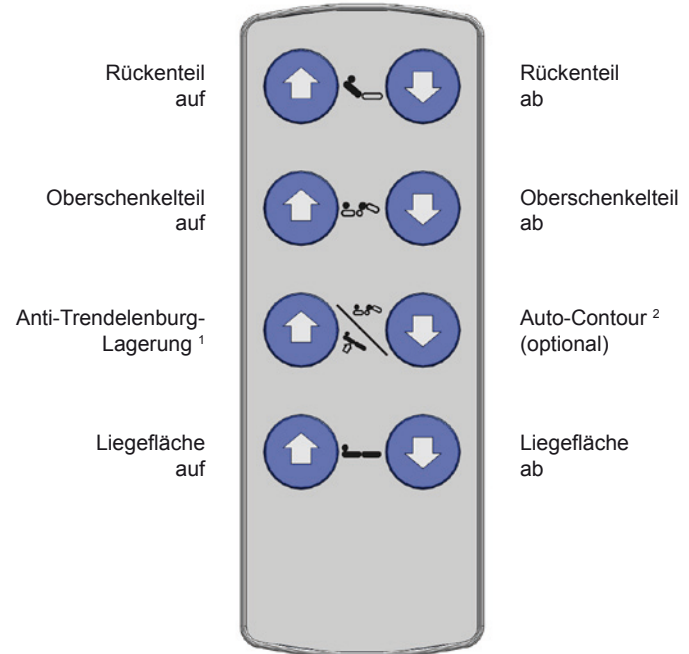 Rückenteil
auf
Rückenteil
ab
Oberschenkelteil
auf
Oberschenkelteil
ab
Anti-Trendelenburg-
Lagerung ¹
Auto-Contour ²
(optional)
Liegefläche
auf
Liegefläche
ab